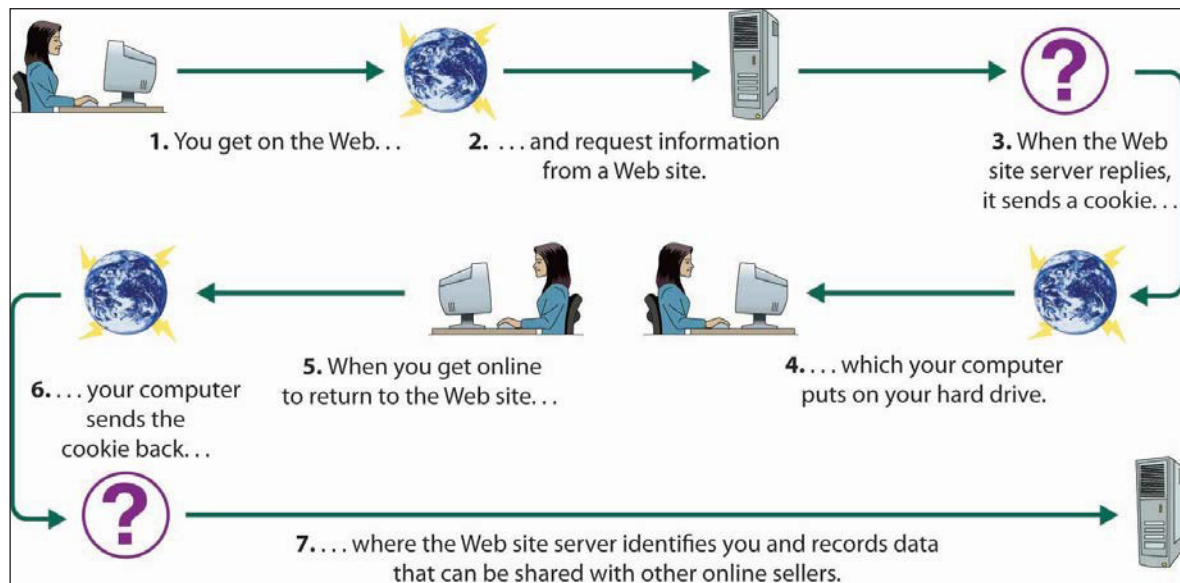 1. You get on the Web. . .
2. . . . and request information
from a Web site.
?
3. When the Web
site server replies,
it sends a cookie. . .
4. . . . which your computer
puts on your hard drive.
5. When you get online
to return to the Web site. . .
6. . . . your computer
sends the
cookie back. . .
?
7. . . . where the Web site server identifies you and records data
that can be shared with other online sellers.